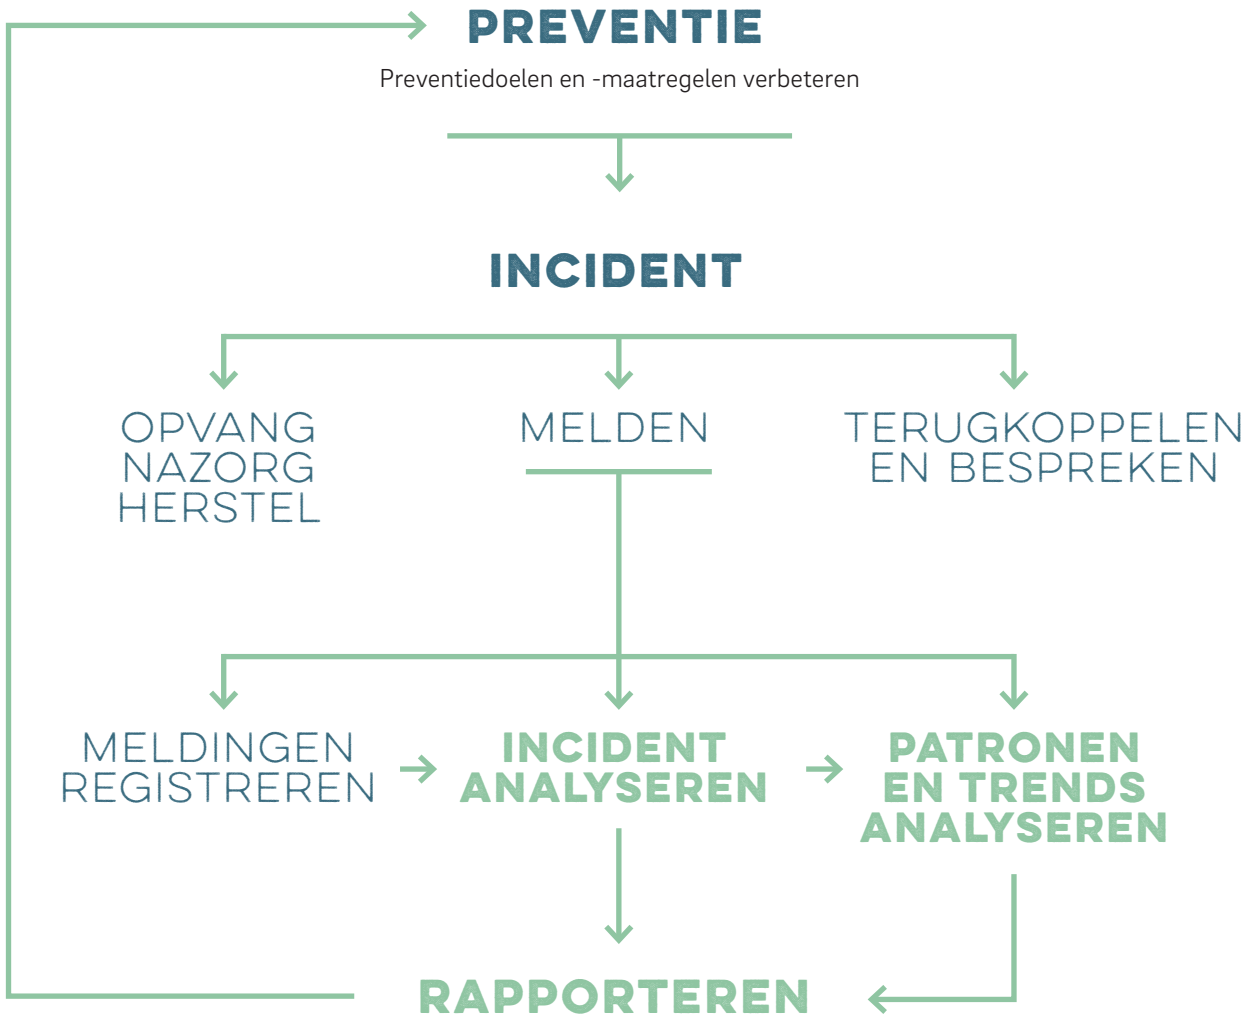 PREVENTIE
Preventiedoelen en -maatregelen verbeteren
INCIDENT
OPVANG
NAZORG
HERSTEL
MELDEN
TERUGKOPPELEN
EN BESPREKEN
MELDINGEN
REGISTREREN
INCIDENT
ANALYSEREN
PATRONEN
EN TRENDS
ANALYSEREN
RAPPORTEREN